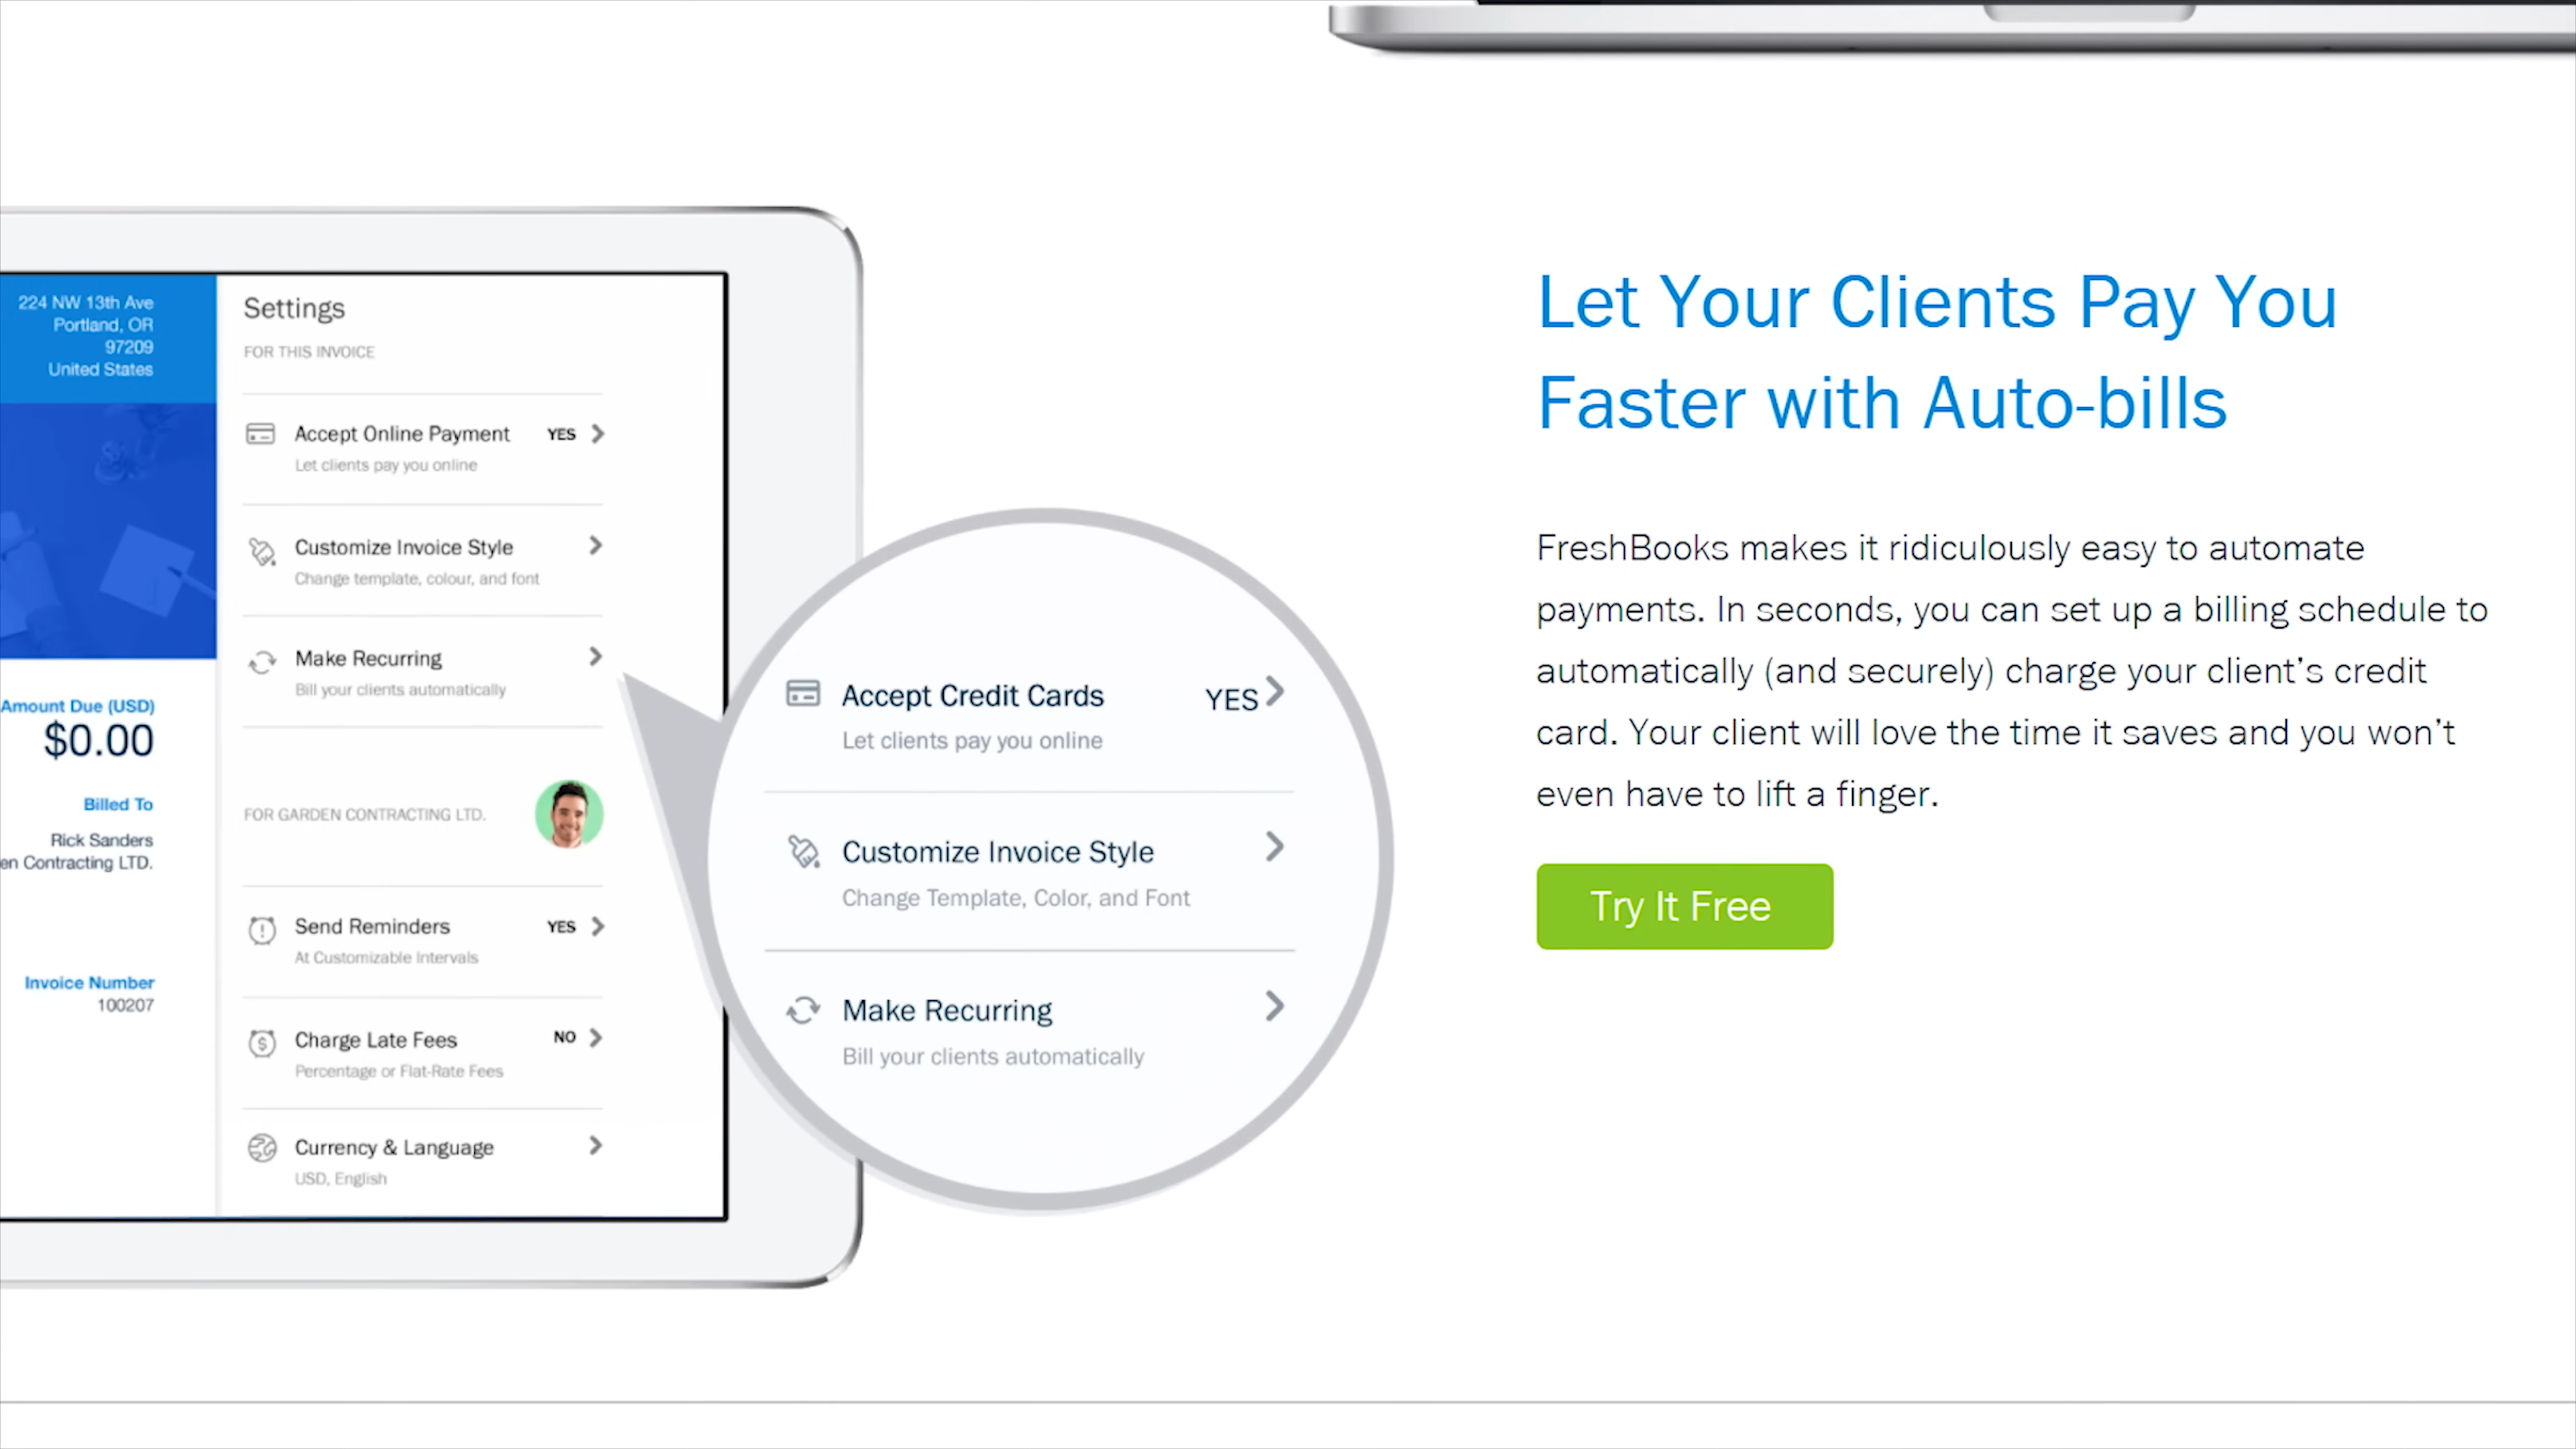 224 NW 13th Ave
Portland, OR
97209
United States
Amount Due (USD)
$0.00
Billed To
Rick Sanders
en Contracting LTD.
Invoice Number
100207
Settings
FOR THIS INVOICE
Accept Online Payment YES
Let clients pay you online
Customize Invoice Style
Change template, colour, and font
Make Recurring
Bill your clients automatically
FOR GARDEN CONTRACTING LTD.
Send Reminders YES
At Customizable Intervals
Charge Late Fees NO
Percentage or Flat-Rate Fees
Currency & Language
USD, English
Accept Credit Cards YES
Let clients pay you online
Customize Invoice Style
Change Template, Color, and Font
Make Recurring
Bill your clients automatically
Let Your Clients Pay You
Faster with Auto-bills
FreshBooks makes it ridiculously easy to automate
payments. In seconds, you can set up a billing schedule to
automatically (and securely) charge your client’s credit
card. Your client will love the time it saves and you won’t
even have to lift a finger.
Try It Free